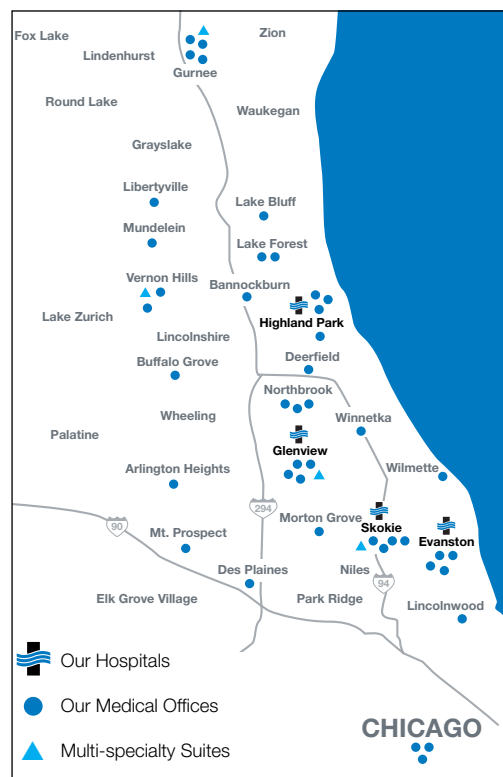 Fox Lake
Zion
Lindenhurst
Gurnee
Round Lake
Waukegan
Grayslake
Libertyville
Lake Bluff
Mundelein
Lake Forest
Vernon Hills
Bannockburn
Lake Zurich
Highland Park
Lincolnshire
Deerfield
Buffalo Grove
Northbrook
Wheeling
Winnetka
Palatine
Glenview
Arlington Heights
Wilmette
294
90
Morton Grove
Skokie
Mt. Prospect
Evanston
Des Plaines
Niles
94
Elk Grove Village
Park Ridge
Lincolnwood
Our Hospitals
Our Medical Offices
CHICAGO
Multi-specialty Suites